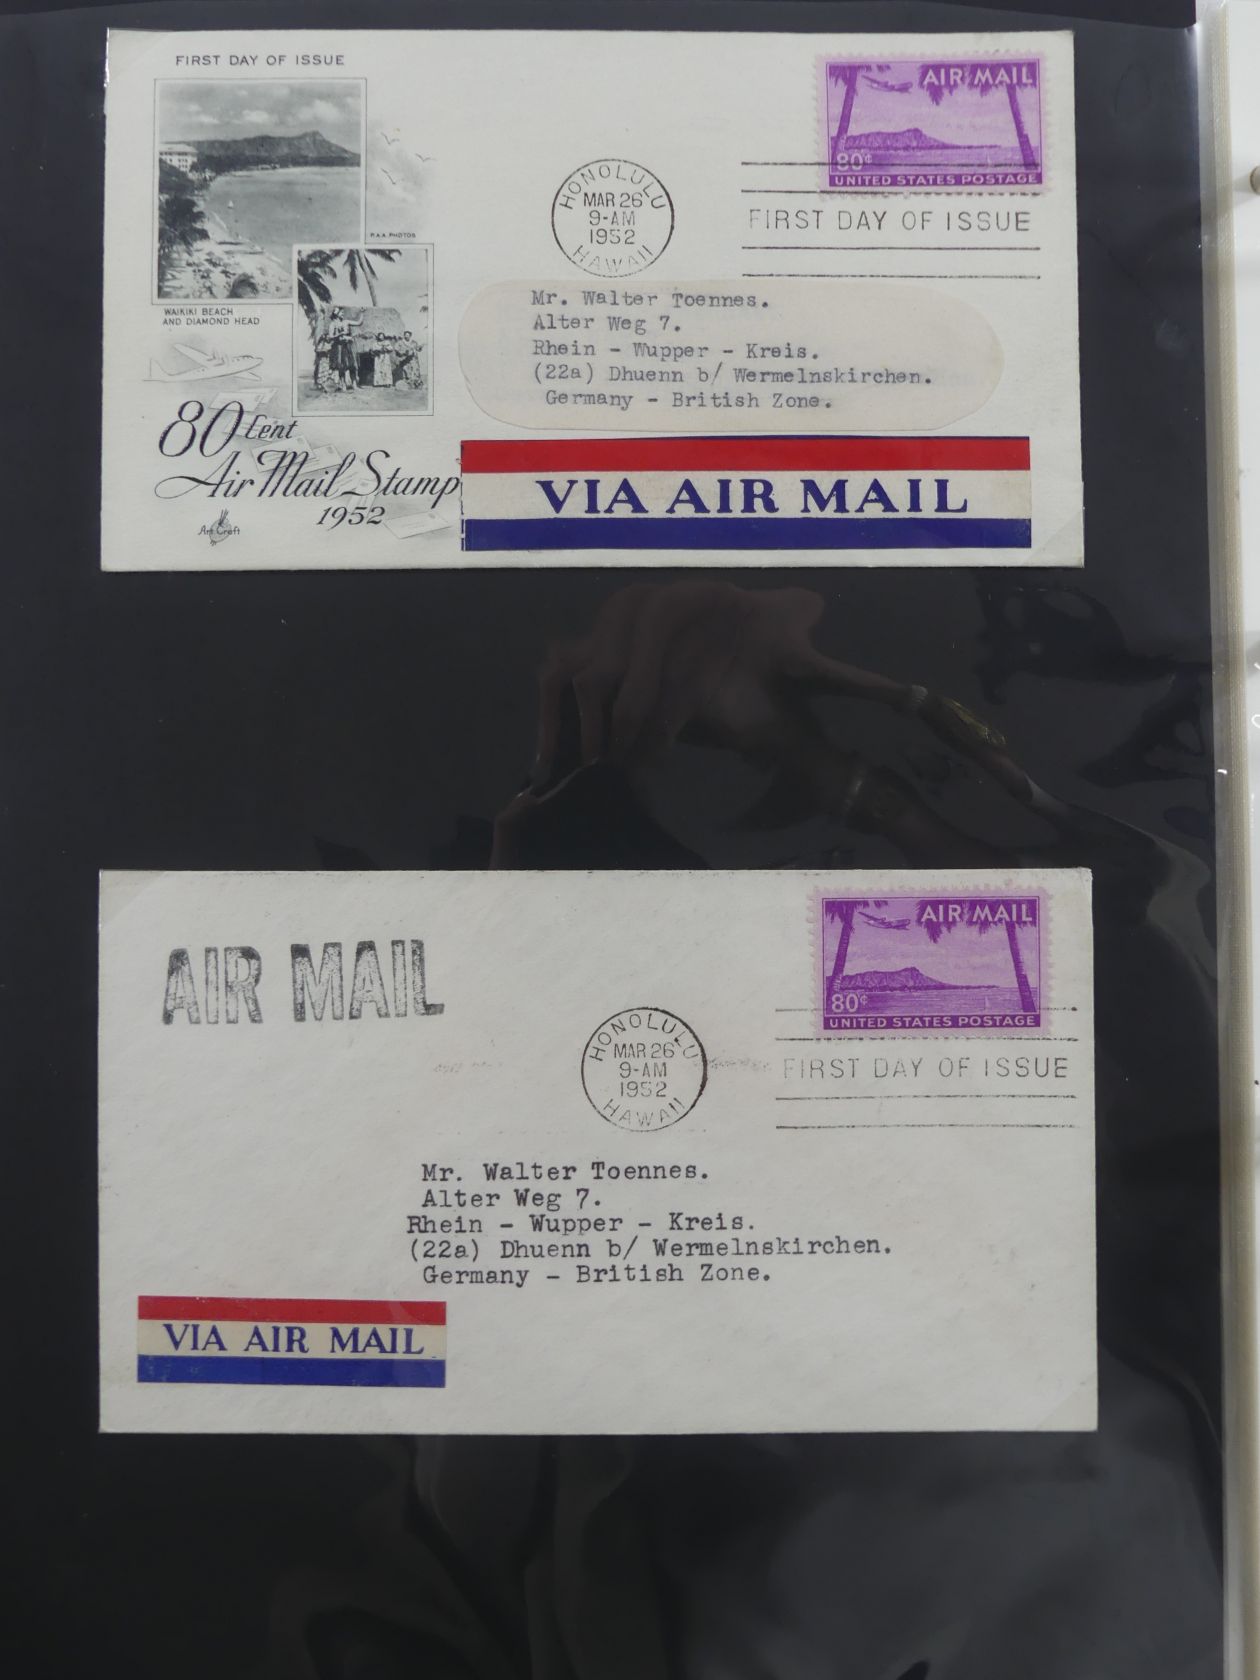 FIRST DAY OF ISSUE
AIR MAIL
80¢
UNITED STATES POSTAGE
HONOLULU
MAR 26
9-AM
1952
HAWAII
FIRST DAY OF ISSUE
P.A.A. PHOTOS
WAIKIKI BEACH
AND DIAMOND HEAD
Mr. Walter Toennes.
Alter Weg 7.
Rhein - Wupper - Kreis.
(22a) Dhuenn b/ Wermelnskirchen.
Germany - British Zone.
80 Cent
Air Mail Stamp
1952
Art Craft
VIA AIR MAIL
AIR MAIL
AIR MAIL
80¢
UNITED STATES POSTAGE
HONOLULU
MAR 26
9-AM
1952
HAWAII
FIRST DAY OF ISSUE
Mr. Walter Toennes.
Alter Weg 7.
Rhein - Wupper - Kreis.
(22a) Dhuenn b/ Wermelnskirchen.
Germany - British Zone.
VIA AIR MAIL